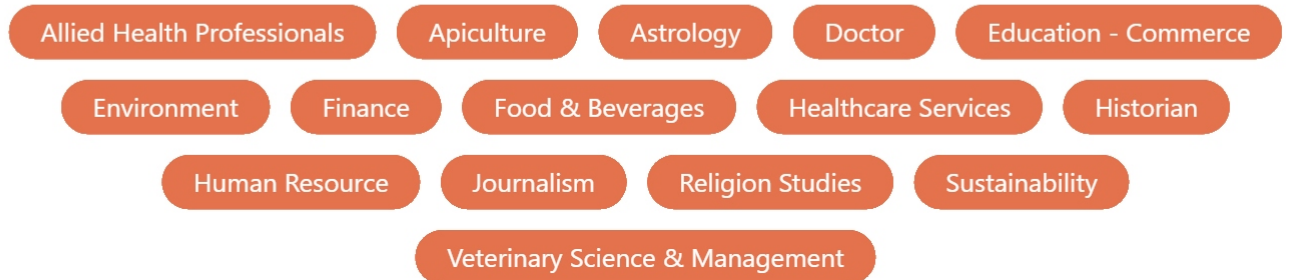 Allied Health Professionals Apiculture Astrology Doctor Education - Commerce
Environment Finance Food & Beverages Healthcare Services Historian
Human Resource Journalism Religion Studies Sustainability
Veterinary Science & Management